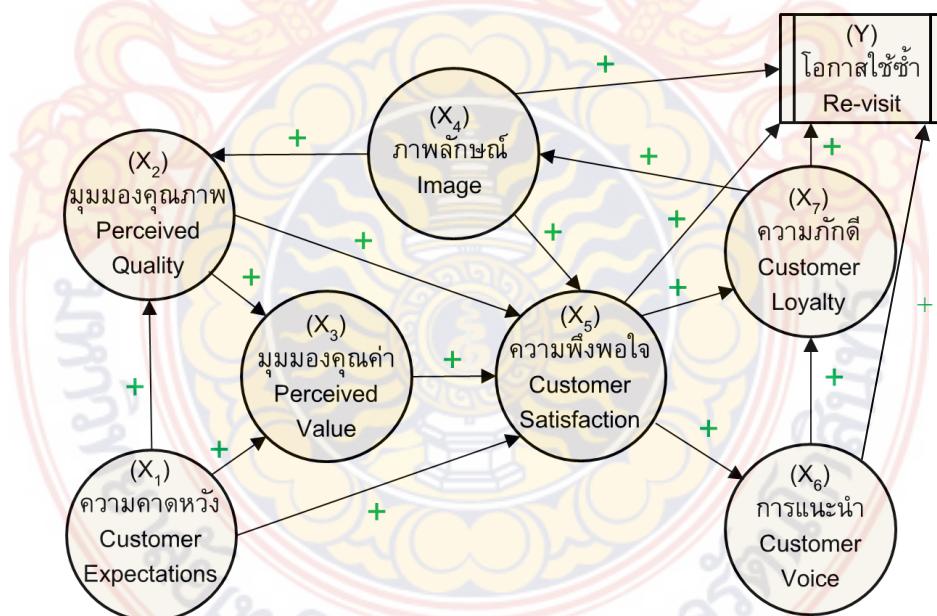 (Y)
โอกาสใช้ซ้ำ
Re-visit
+
(X4)
ภาพลักษณ์
Image
+
+
(X2)
มุมมองคุณภาพ
Perceived
Quality
(X7)
ความภักดี
Customer
Loyalty
+
+
+
+
+
+
+
(X3)
มุมมองคุณค่า
Perceived
Value
(X5)
ความพึงพอใจ
Customer
Satisfaction
+
+
+
+
+
+
(X1)
ความคาดหวัง
Customer
Expectations
(X6)
การแนะนำ
Customer
Voice